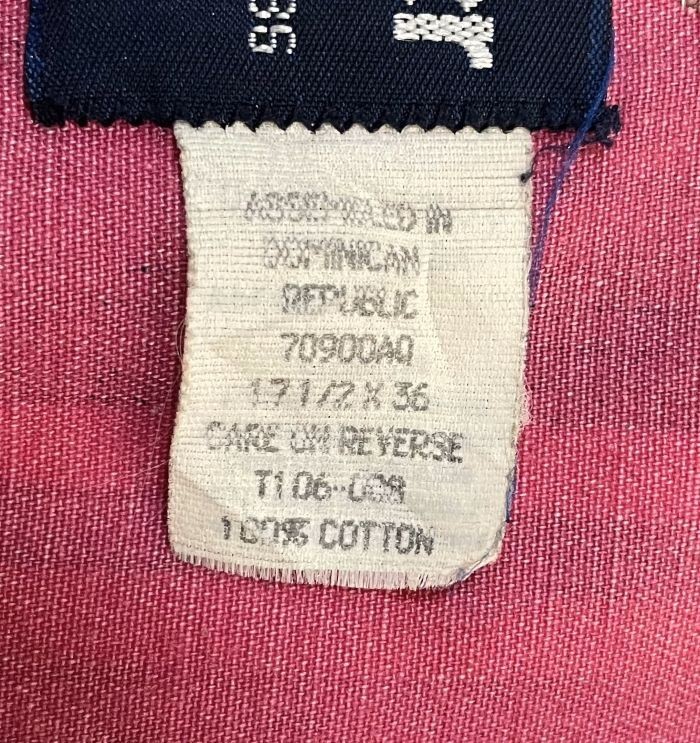 ASSEMBLED IN
DOMINICAN
REPUBLIC
70900AQ
17 1/2 X 36
CARE ON REVERSE
T106-008
100% COTTON